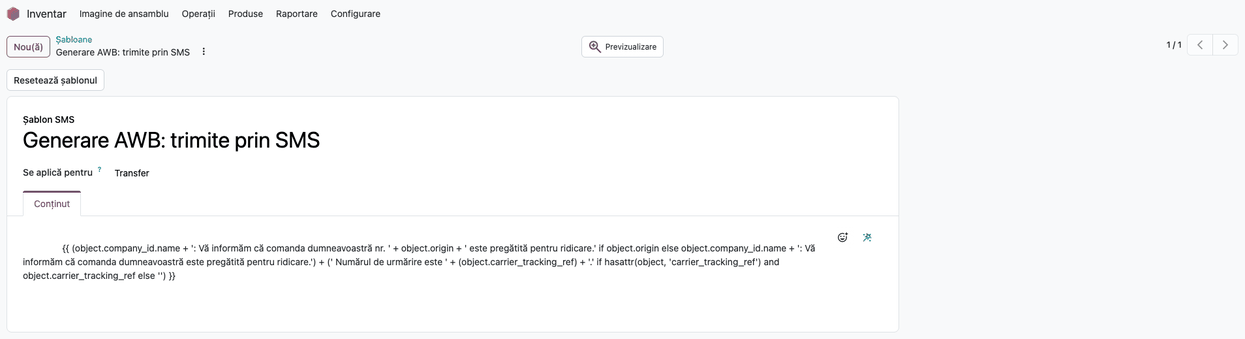 Inventar Imagine de ansamblu Operații Produse Raportare Configurare
Nou(ă)
Șabloane
Generare AWB: trimite prin SMS
Previzualizare
1 / 1
Resetează șablonul
Șablon SMS
Generare AWB: trimite prin SMS
Se aplică pentru ? Transfer
Conținut
{{ (object.company_id.name + ': Vă informăm că comanda dumneavoastră nr. ' + object.origin + ' este pregătită pentru ridicare.' if object.origin else object.company_id.name + ': Vă
informăm că comanda dumneavoastră este pregătită pentru ridicare.') + (' Numărul de urmărire este ' + (object.carrier_tracking_ref) + '.' if hasattr(object, 'carrier_tracking_ref') and
object.carrier_tracking_ref else '') }}